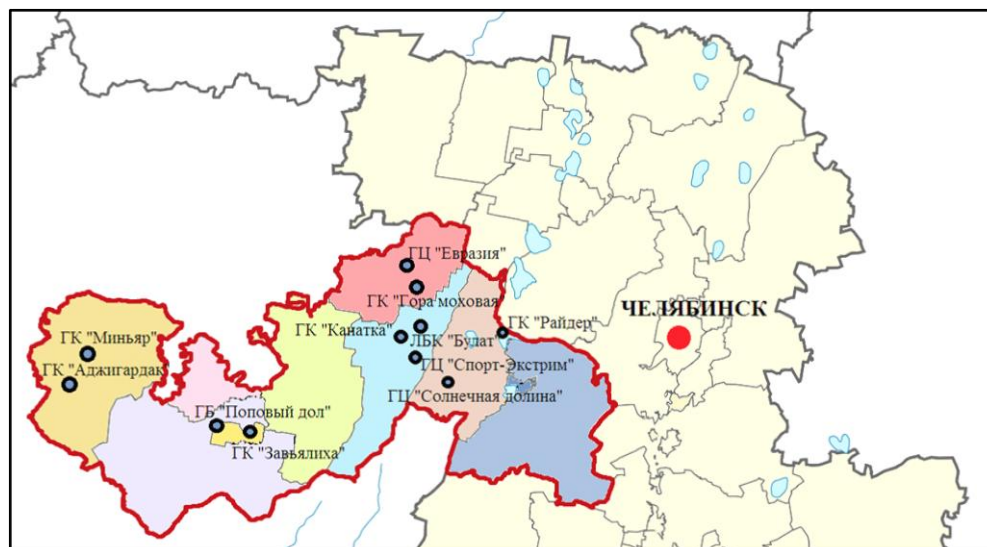 ГЦ "Евразия"
ГК "Гора моховая
ЧЕЛЯБИНСК
ГК "Райдер"
ГК "Канатка"
ЛБК "Булат
ГК "Миньяр"
ГЦ "Спорт-Экстрим"
ГК "Аджигардак
ГЦ "Солнечная долина"
ГБ "Поповый дол"
ГК "Завьялиха"